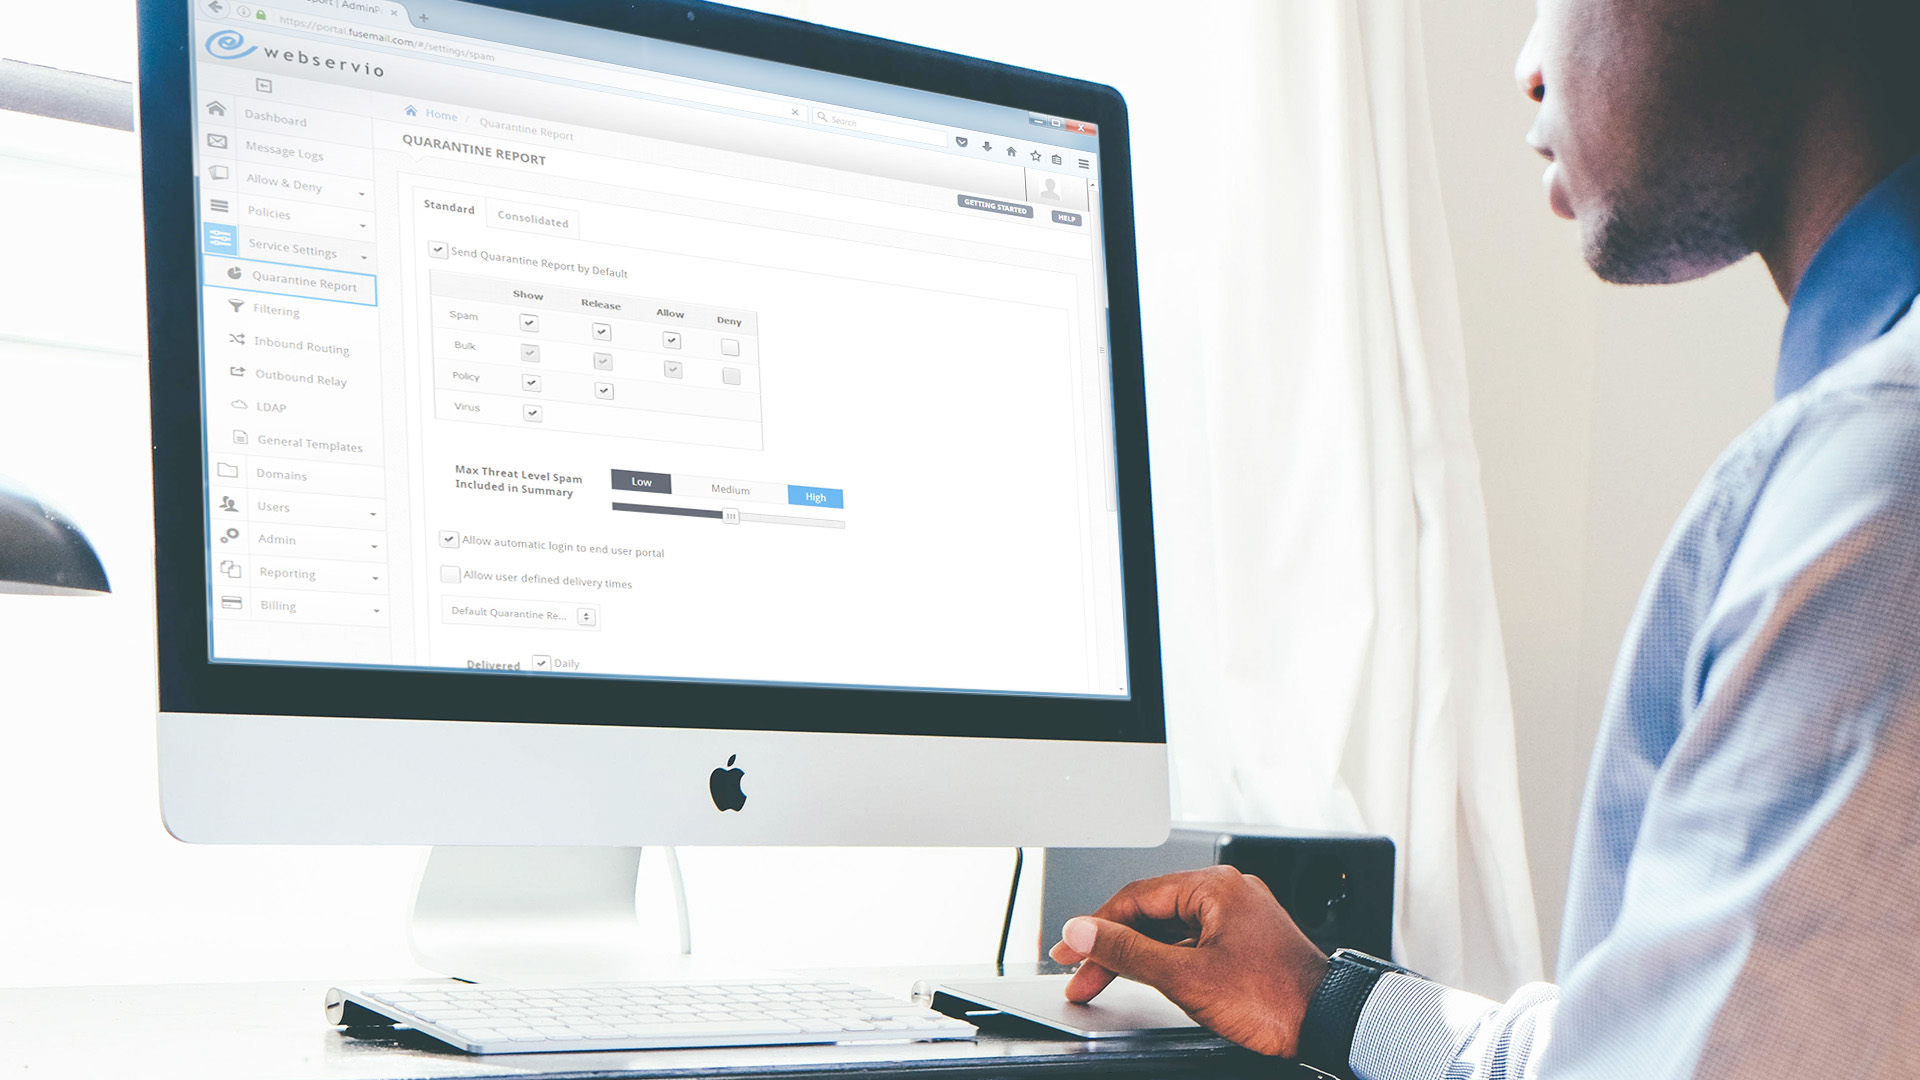 port | AdminP
https://portal.fusemail.com/#/settings/spam
Search
webservio
Dashboard
Message Logs
Allow & Deny
Policies
Service Settings
Quarantine Report
Filtering
Inbound Routing
Outbound Relay
LDAP
General Templates
Domains
Users
Admin
Reporting
Billing
Home / Quarantine Report
QUARANTINE REPORT
GETTING STARTED
HELP
Standard
Consolidated
Send Quarantine Report by Default
Show Release Allow Deny
Spam
Bulk
Policy
Virus
Max Threat Level Spam
Included in Summary
Low Medium High
Allow automatic login to end user portal
Allow user defined delivery times
Default Quarantine Re...
Delivered Daily